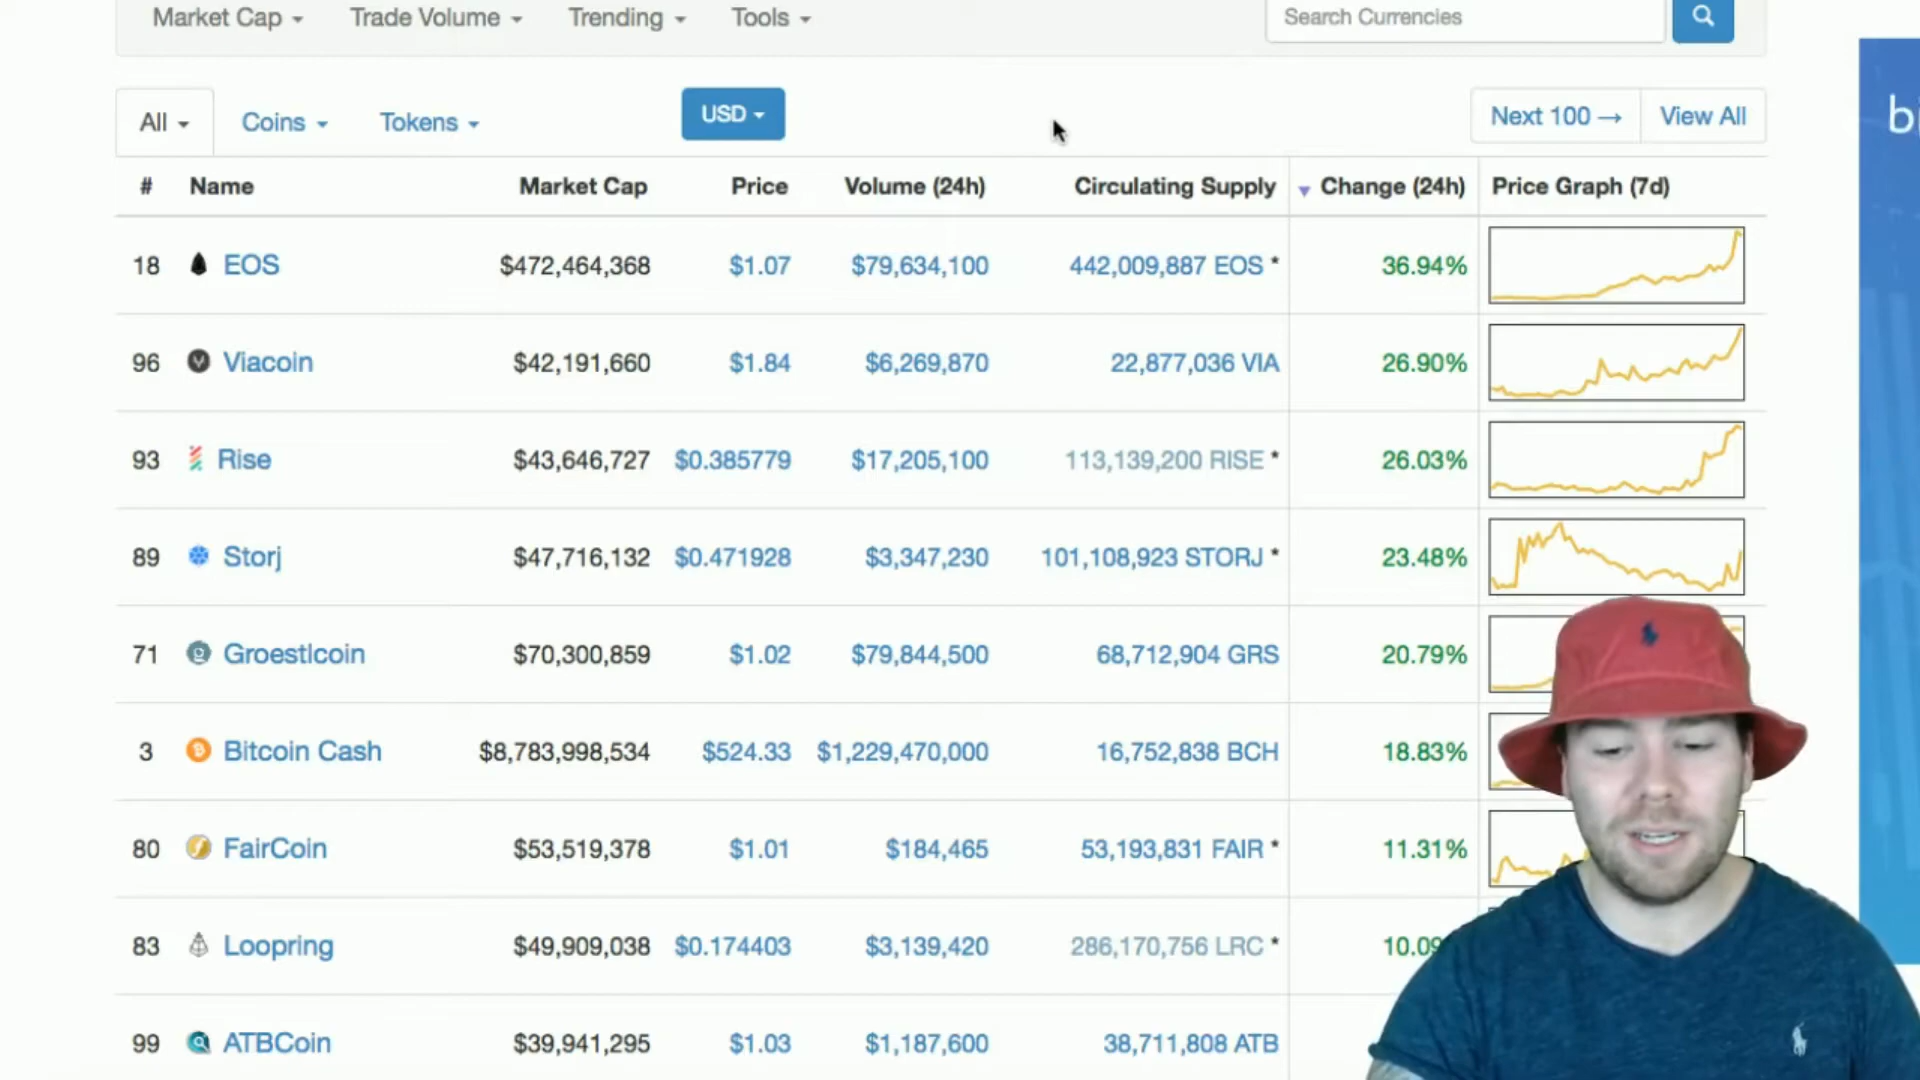 Market Cap Trade Volume Trending Tools Search Currencies
All Coins Tokens USD Next 100 → View All
# Name Market Cap Price Volume (24h) Circulating Supply Change (24h) Price Graph (7d)
18 EOS $472,464,368 $1.07 $79,634,100 442,009,887 EOS * 36.94%
96 Viacoin $42,191,660 $1.84 $6,269,870 22,877,036 VIA 26.90%
93 Rise $43,646,727 $0.385779 $17,205,100 113,139,200 RISE * 26.03%
89 Storj $47,716,132 $0.471928 $3,347,230 101,108,923 STORJ * 23.48%
71 Groestlcoin $70,300,859 $1.02 $79,844,500 68,712,904 GRS 20.79%
3 Bitcoin Cash $8,783,998,534 $524.33 $1,229,470,000 16,752,838 BCH 18.83%
80 FairCoin $53,519,378 $1.01 $184,465 53,193,831 FAIR * 11.31%
83 Loopring $49,909,038 $0.174403 $3,139,420 286,170,756 LRC *
99 ATBCoin $39,941,295 $1.03 $1,187,600 38,711,808 ATB